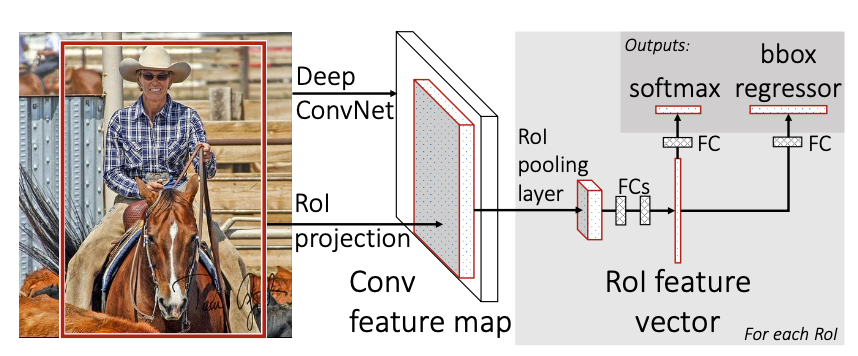 Deep
ConvNet
RoI
projection
Conv
feature map
RoI
pooling
layer
FCs
RoI feature
vector
For each RoI
Outputs:
softmax
bbox
regressor
FC
FC